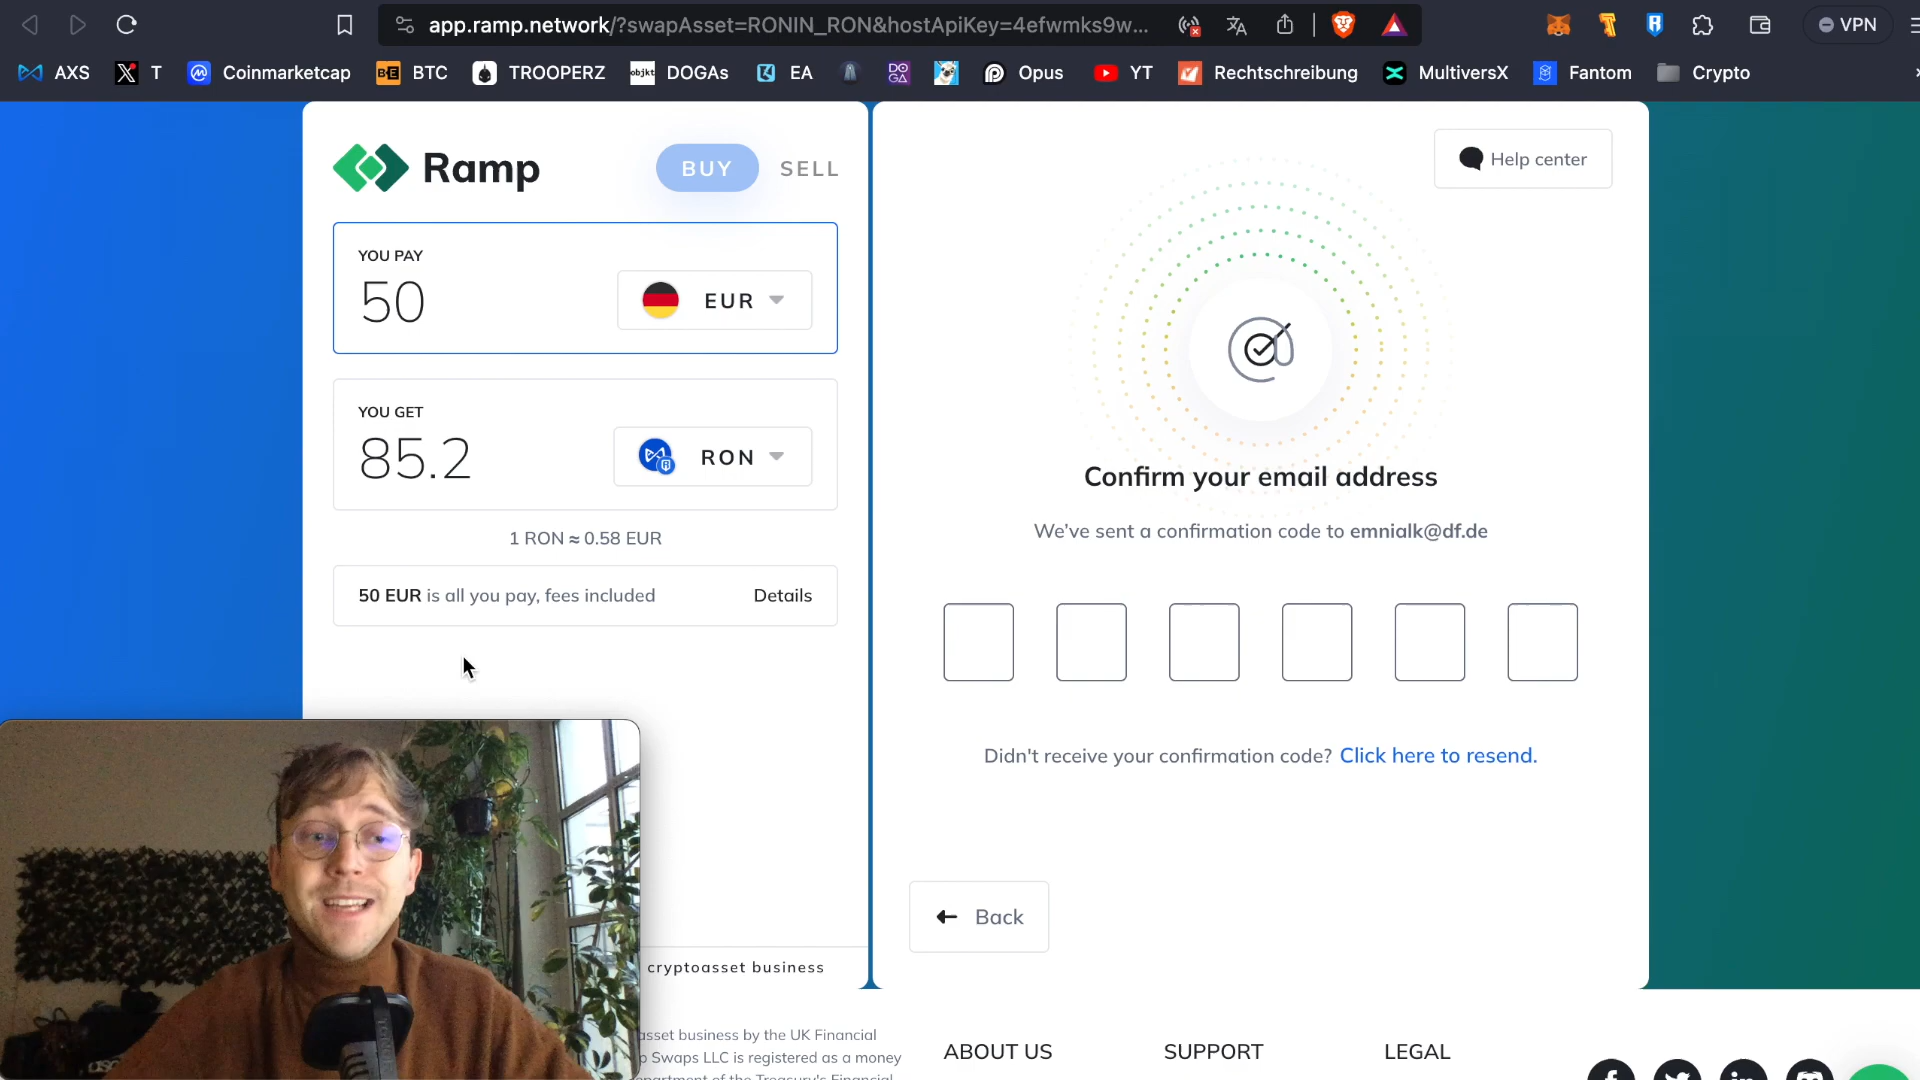 app.ramp.network/?swapAsset=RONIN_RON&hostApiKey=4efwmks9w...
VPN
AXS
T
Coinmarketcap
BTC
TROOPERZ
objkt
DOGAs
EA
DO
GA
Opus
YT
Rechtschreibung
MultiversX
Fantom
Crypto
Ramp
BUY
SELL
YOU PAY
50
EUR
YOU GET
85.2
RON
1 RON ≈ 0.58 EUR
50 EUR is all you pay, fees included
Details
cryptoasset business
asset business by the UK Financial
Swaps LLC is registered as a money
Help center
Confirm your email address
We've sent a confirmation code to emnialk@df.de
Didn't receive your confirmation code? Click here to resend.
Back
ABOUT US
SUPPORT
LEGAL